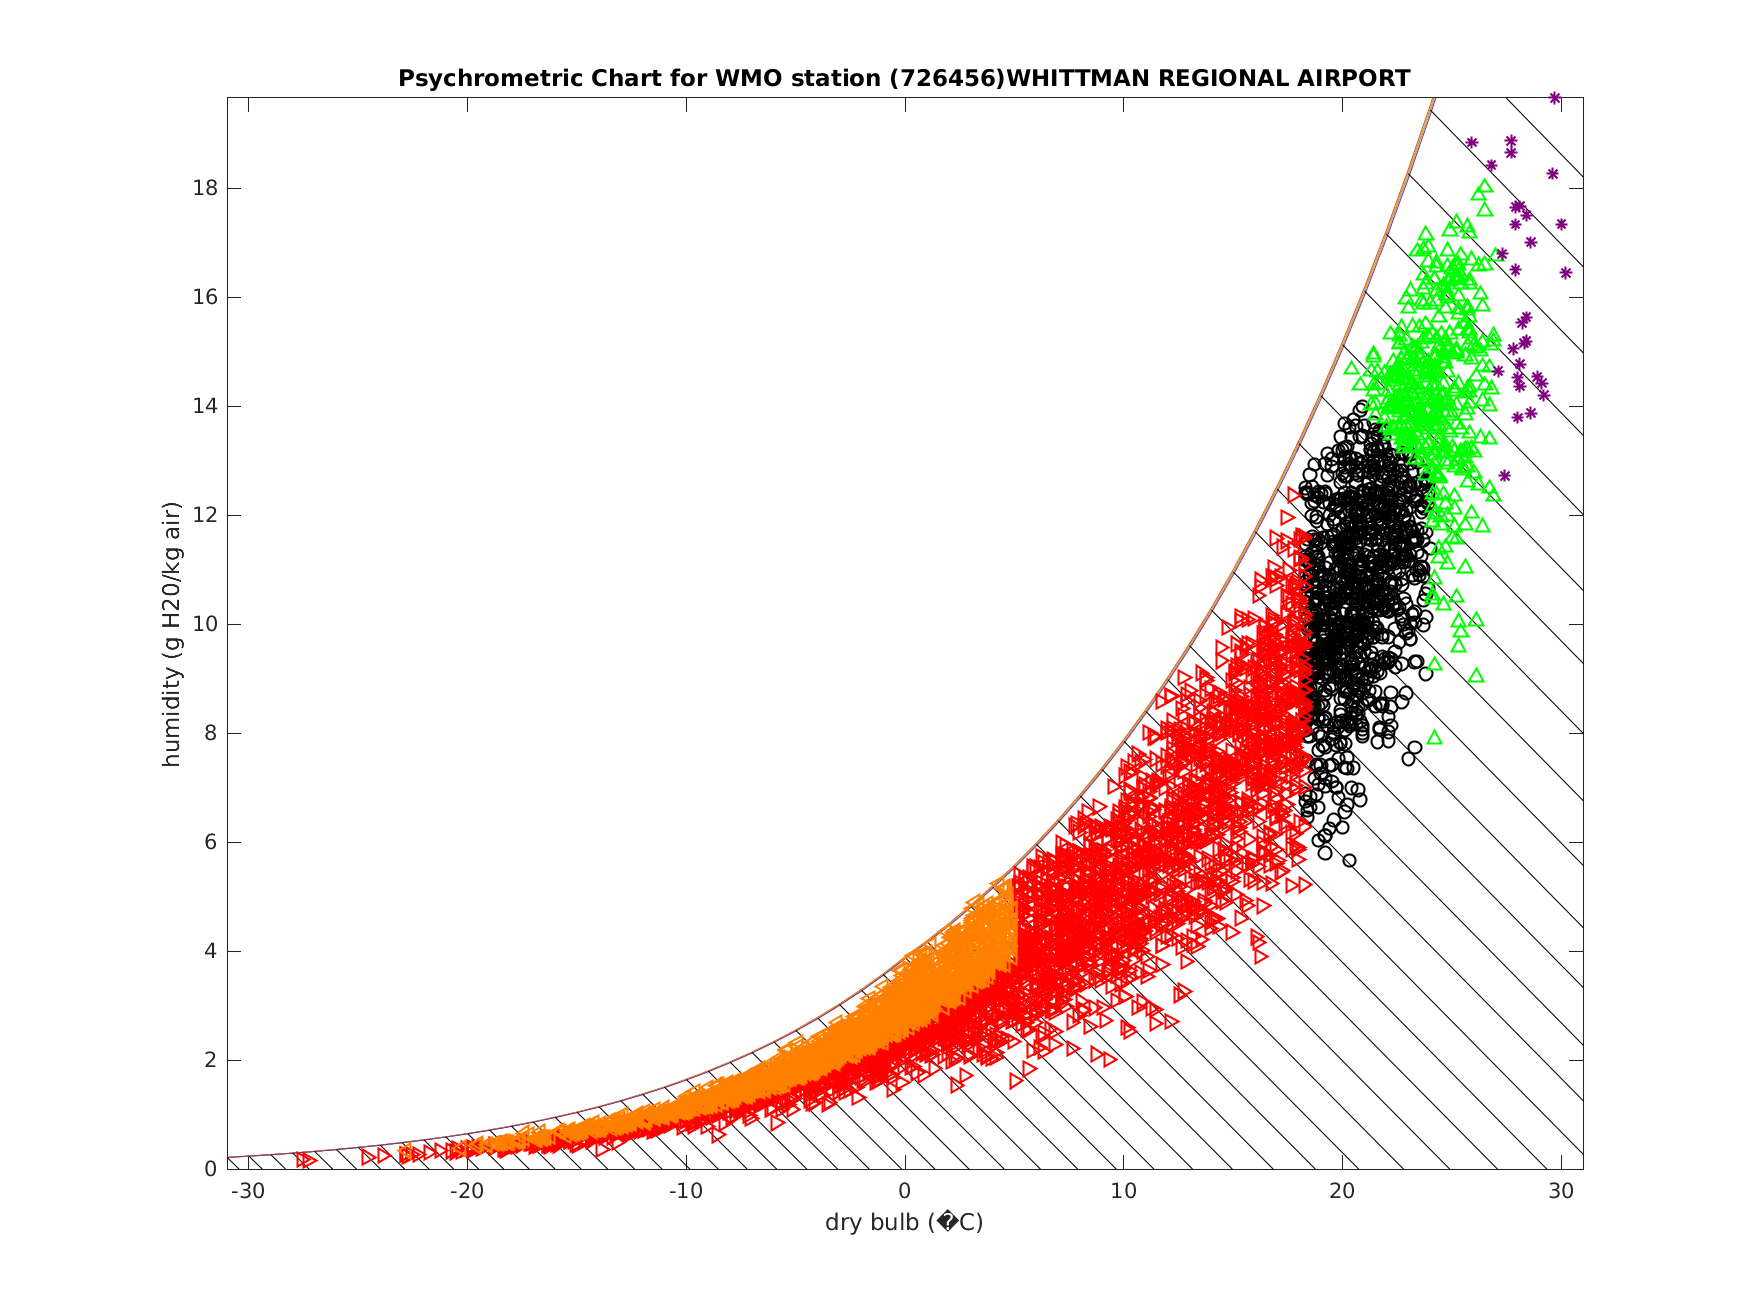 Psychrometric Chart for WMO station (726456)WHITTMAN REGIONAL AIRPORT
18
16
14
12
10
8
6
4
2
0
humidity (g H20/kg air)
-30 -20 -10 0 10 20 30
dry bulb (�C)